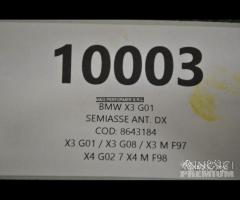 10003
BMW X3 G01
SEMIASSE ANT. DX
COD: 8643184
X3 G01 / X3 G08 / X3 M F97
X4 G02 7 X4 M F98
PREMIUM